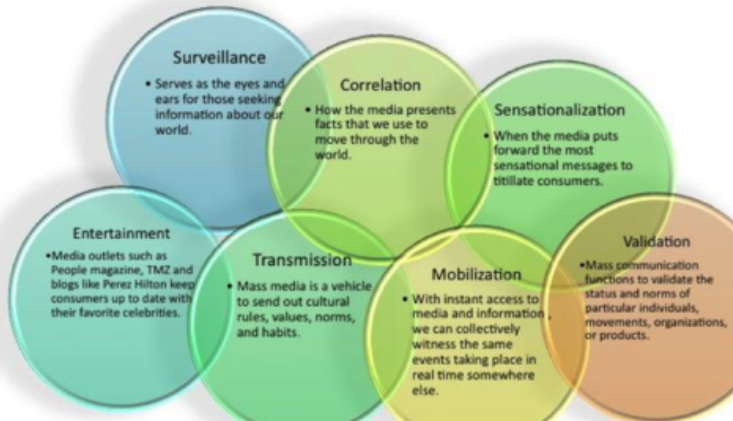 Surveillance
• Serves as the eyes and
ears for those seeking
information about our
world.
Correlation
• How the media presents
facts that we use to
move through the
world.
Sensationalization
• When the media puts
forward the most
sensational messages to
titillate consumers.
Entertainment
•Media outlets such as
People magazine, TMZ and
blogs like Perez Hilton keep
consumers up to date with
their favorite celebrities.
Transmission
• Mass media is a vehicle
to send out cultural
rules, values, norms,
and habits.
Mobilization
• With instant access to
media and information ,
we can collectively
witness the same
events taking place in
real time somewhere
else.
Validation
•Mass communication
functions to validate the
status and norms of
particular individuals,
movements, organizations,
or products.